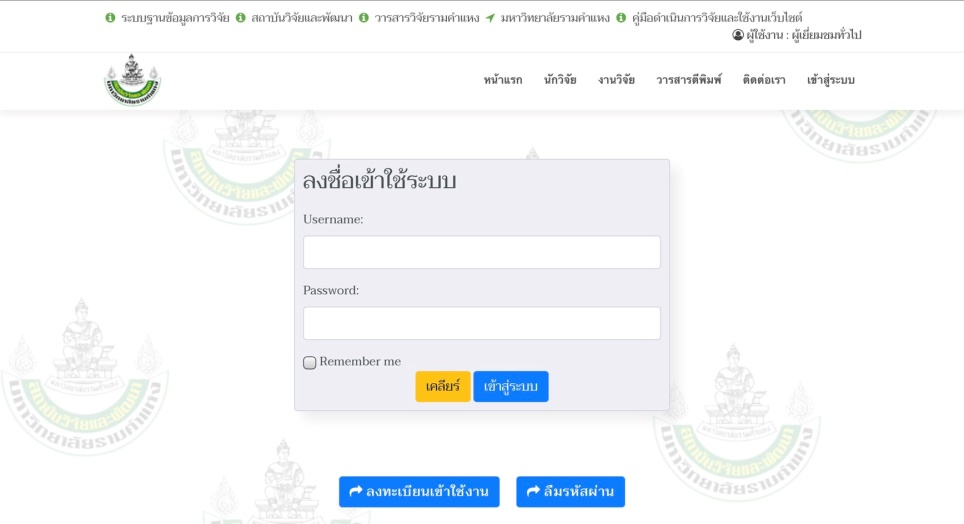 ระบบฐานข้อมูลการวิจัย สถาบันวิจัยและพัฒนา วารสารวิจัยรามคำแหง มหาวิทยาลัยรามคำแหง คู่มือดำเนินการวิจัยและใช้งานเว็บไซต์
ผู้ใช้งาน : ผู้เยี่ยมชมทั่วไป
หน้าแรก นักวิจัย งานวิจัย วารสารตีพิมพ์ ติดต่อเรา เข้าสู่ระบบ
ลงชื่อเข้าใช้ระบบ
Username:
Password:
Remember me
เคลียร์ เข้าสู่ระบบ
ลงทะเบียนเข้าใช้งาน ลืมรหัสผ่าน